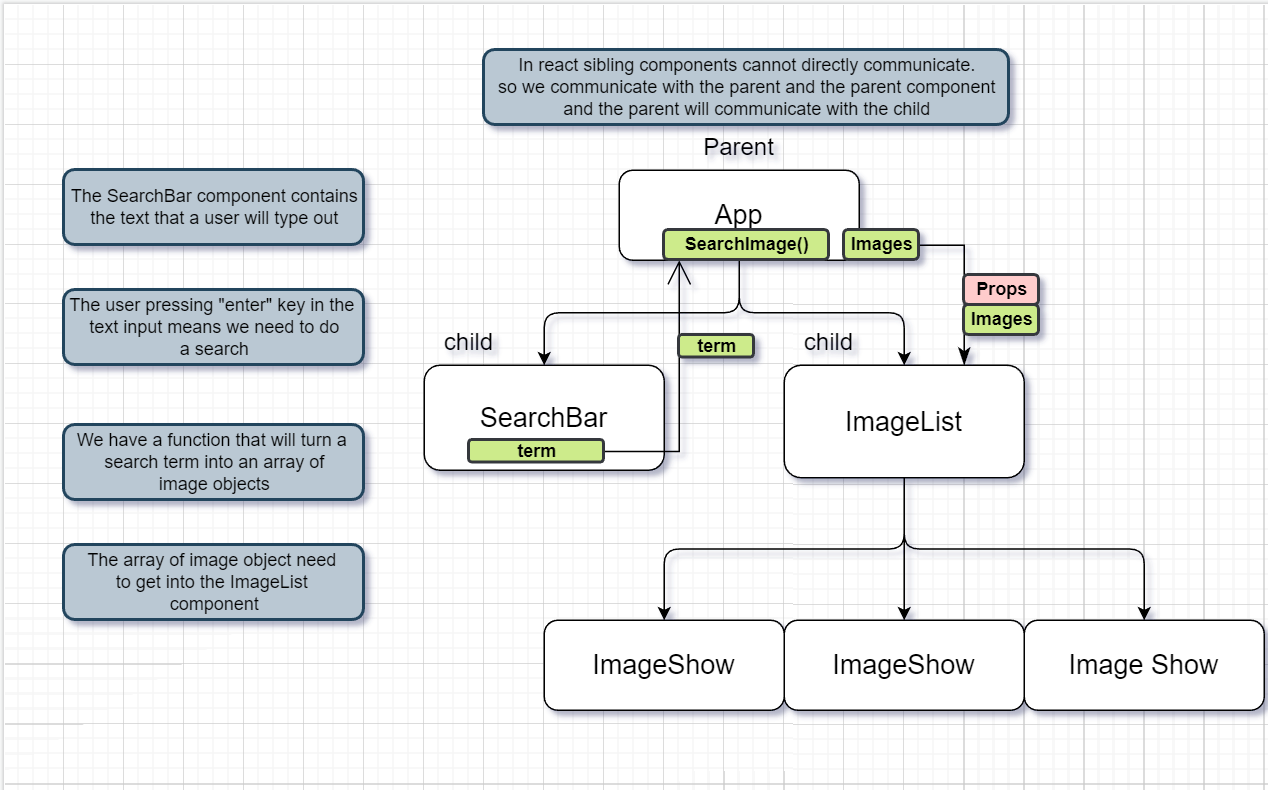 In react sibling components cannot directly communicate.
so we communicate with the parent and the parent component
and the parent will communicate with the child
Parent
The SearchBar component contains
the text that a user will type out
App
SearchImage()
Images
Props
Images
The user pressing "enter" key in the
text input means we need to do
a search
child
term
child
SearchBar
term
ImageList
We have a function that will turn a
search term into an array of
image objects
The array of image object need
to get into the ImageList
component
ImageShow
ImageShow
Image Show